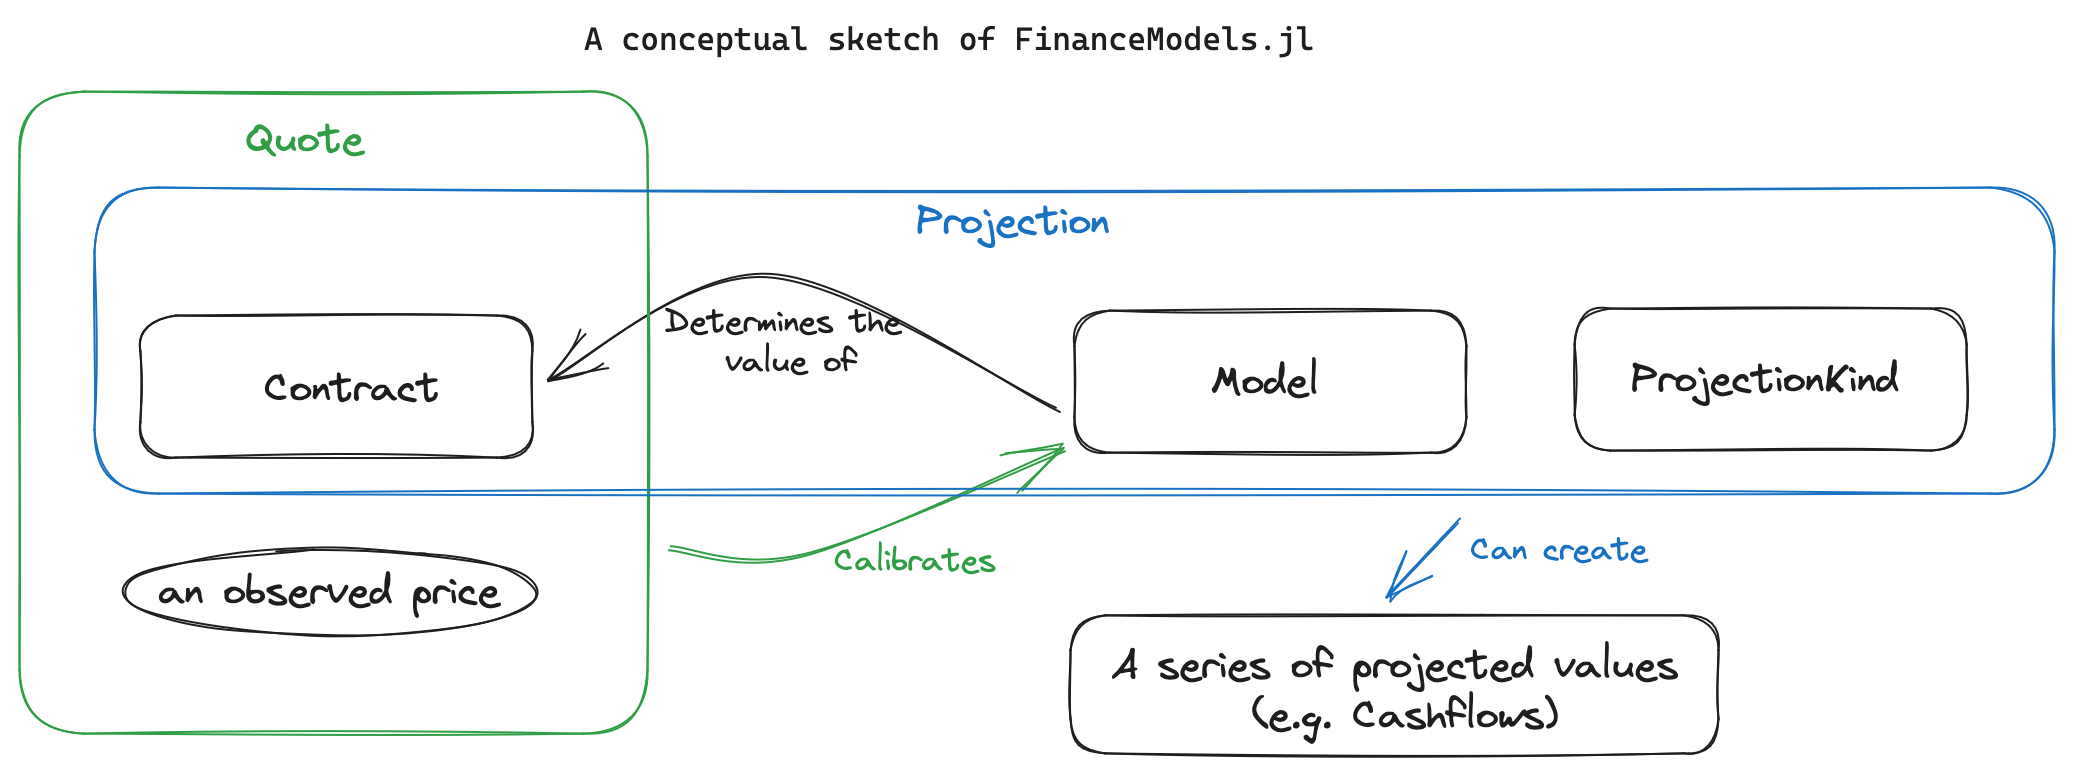 A conceptual sketch of FinanceModels.jl
Quote
Projection
Determines the
value of
Contract
Model
ProjectionKind
Calibrates
Can create
an observed price
A series of projected values
(e.g. Cashflows)